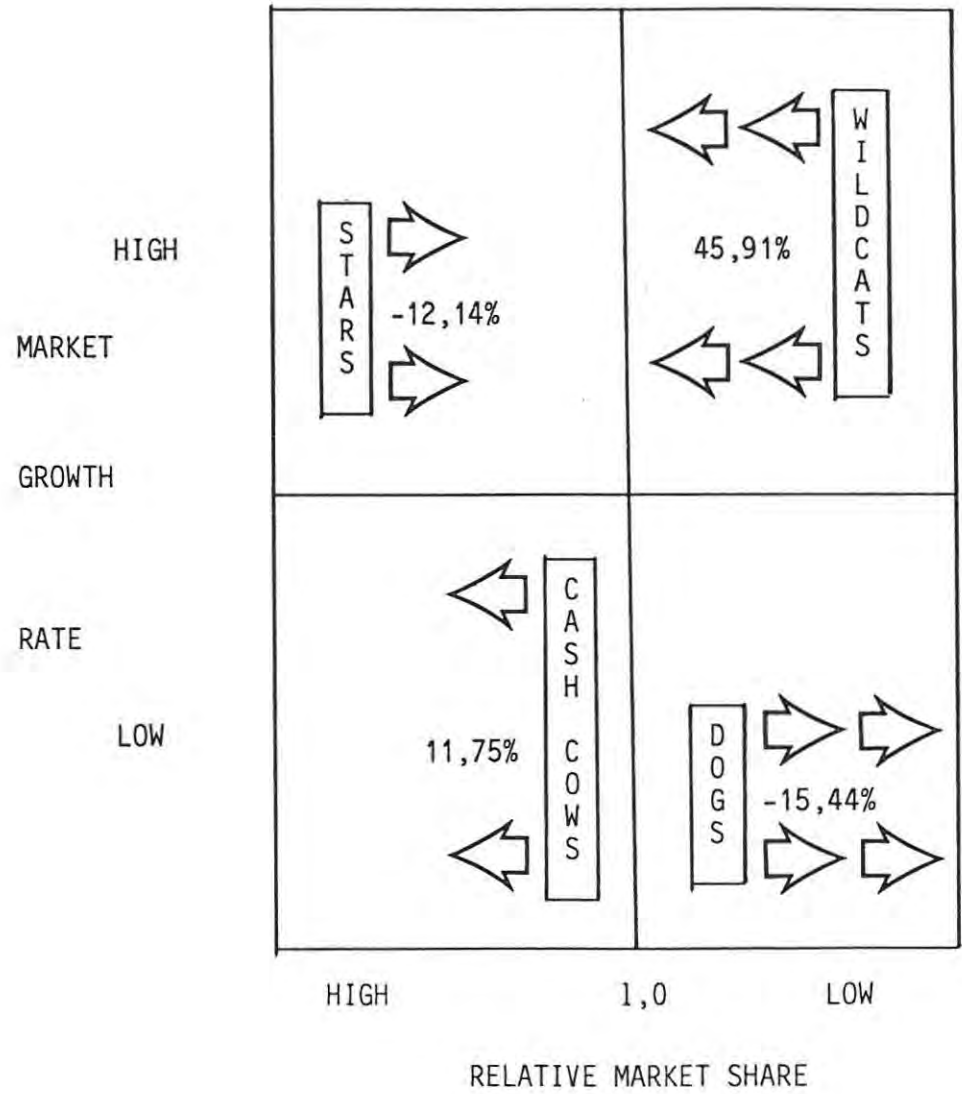 WILDCATS
HIGH
STARS
45,91%
-12,14%
MARKET
GROWTH
CASH COWS
RATE
LOW
11,75%
DOGS
-15,44%
HIGH
1,0
LOW
RELATIVE MARKET SHARE